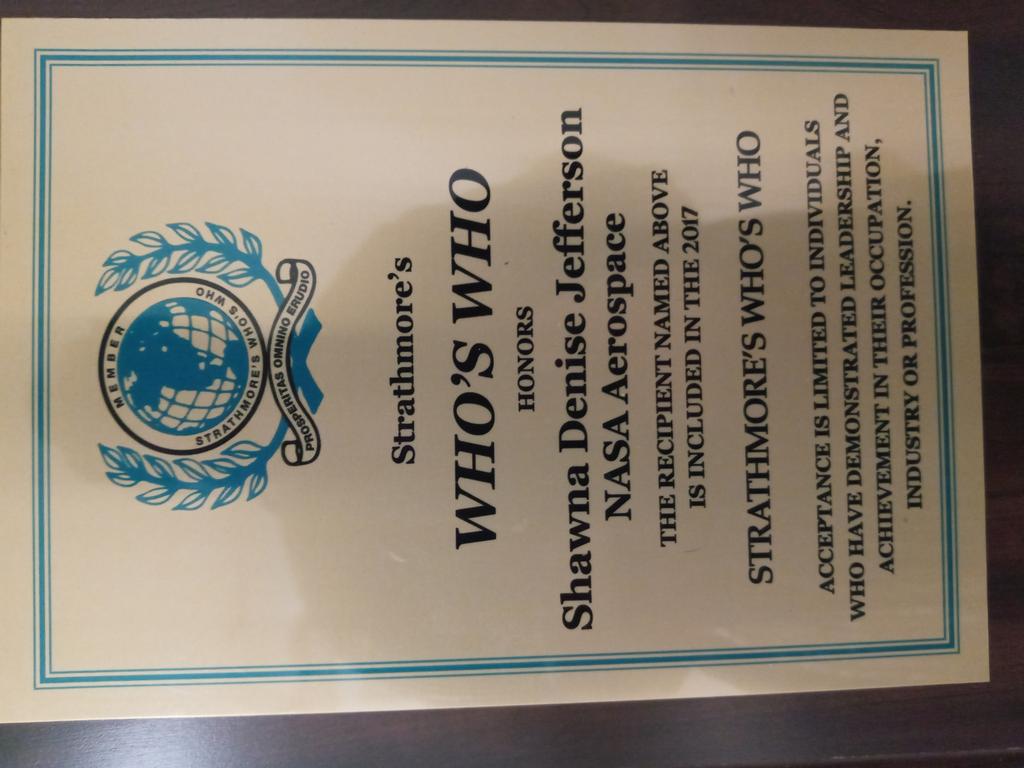 MEMBER
STRATHMORE'S WHO'S WHO
PROSPERITAS OMNINO ERUDIO
Strathmore's
WHO'S WHO
HONORS
Shawna Denise Jefferson
NASA Aerospace
THE RECIPIENT NAMED ABOVE
IS INCLUDED IN THE 2017
STRATHMORE'S WHO'S WHO
ACCEPTANCE IS LIMITED TO INDIVIDUALS
WHO HAVE DEMONSTRATED LEADERSHIP AND
ACHIEVEMENT IN THEIR OCCUPATION,
INDUSTRY OR PROFESSION.